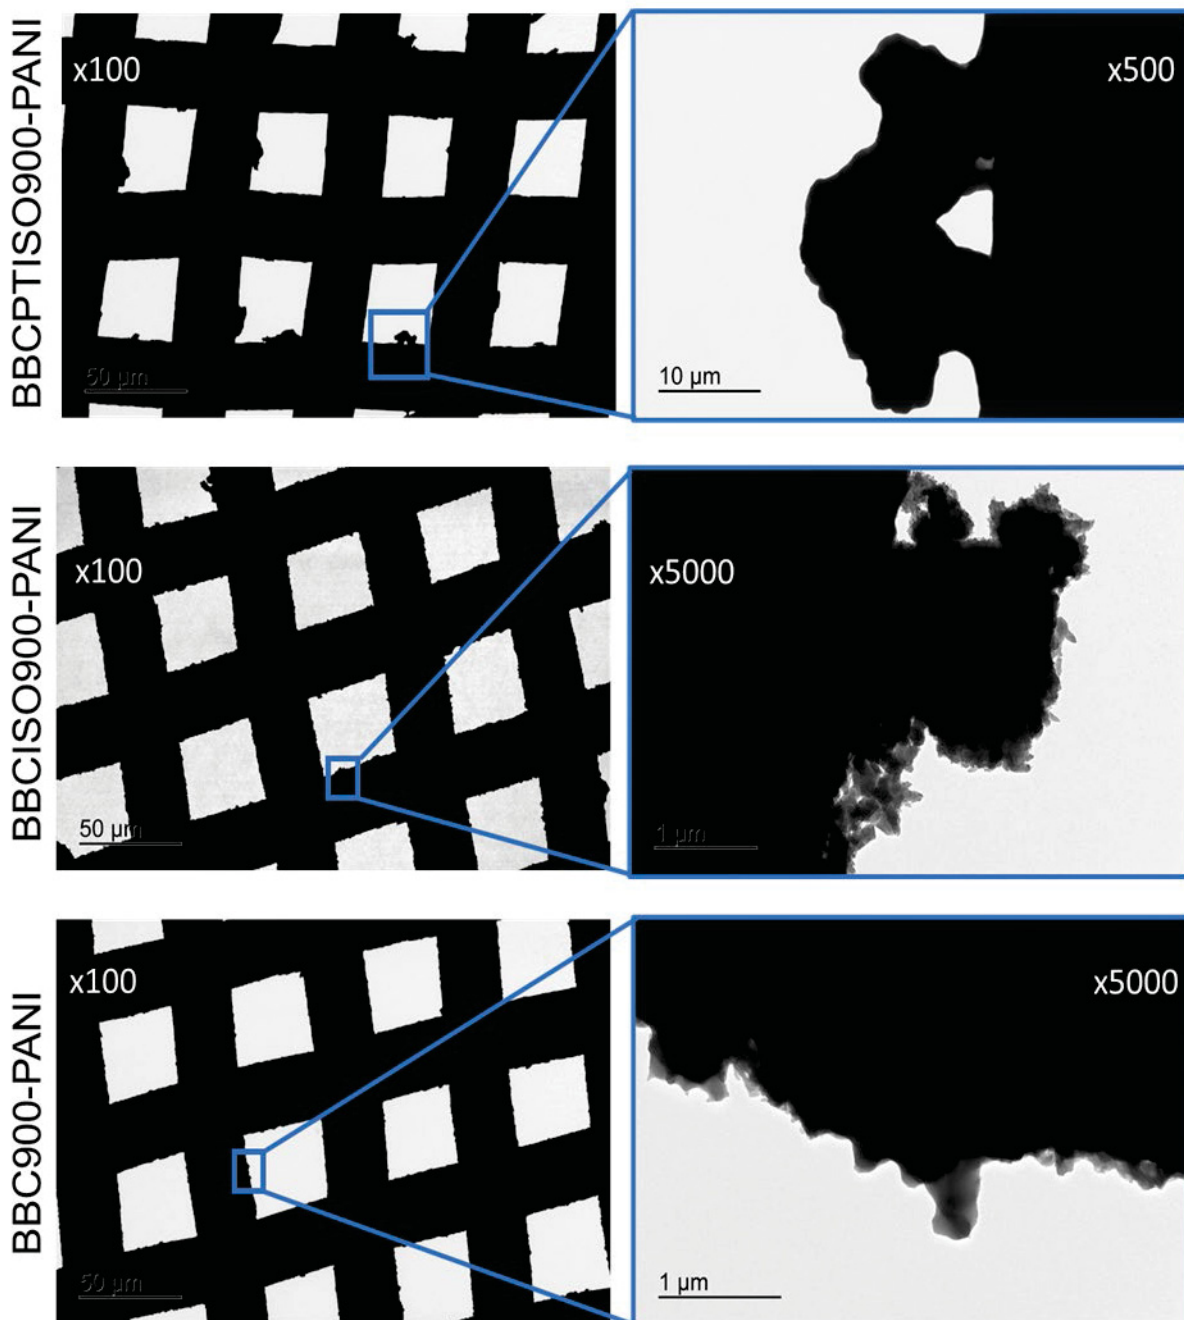 BBCPTISO900-PANI
x100
50 µm
x500
10 µm
BBCISO900-PANI
x100
50 µm
x5000
1 µm
BBC900-PANI
x100
50 µm
x5000
1 µm